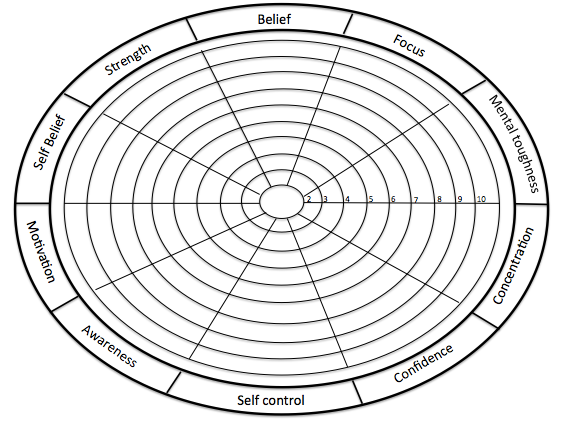 Belief
Focus
Mental toughness
Concentration
Confidence
Self control
Awareness
Motivation
Self Belief
Strength
2 3 4 5 6 7 8 9 10